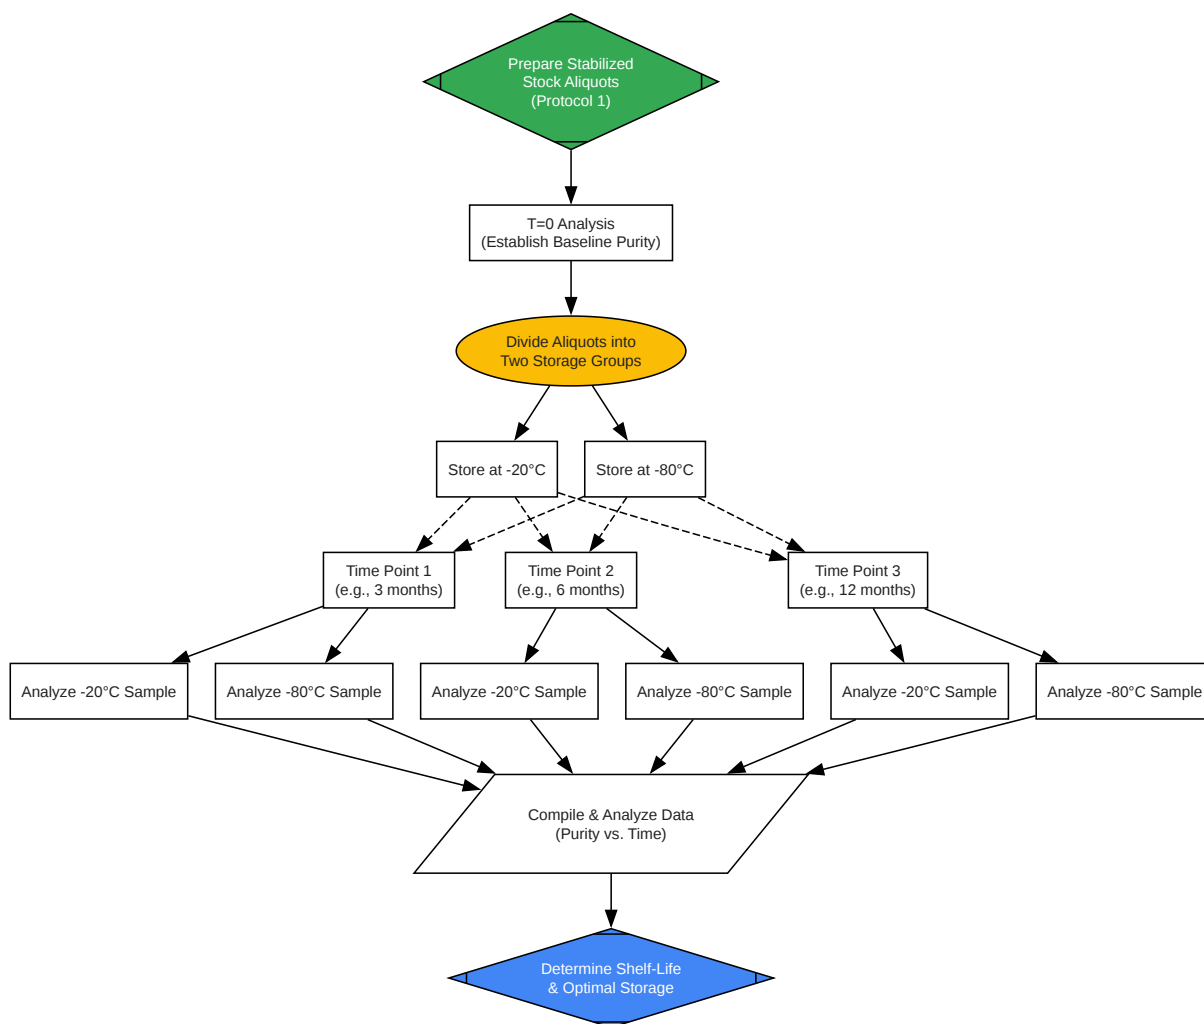 Prepare Stabilized
Stock Aliquots
(Protocol 1)
T=0 Analysis
(Establish Baseline Purity)
Divide Aliquots into
Two Storage Groups
Store at -20°C
Store at -80°C
Time Point 1
(e.g., 3 months)
Time Point 2
(e.g., 6 months)
Time Point 3
(e.g., 12 months)
Analyze -20°C Sample
Analyze -80°C Sample
Analyze -20°C Sample
Analyze -80°C Sample
Analyze -20°C Sample
Analyze -80°C Sample
Compile & Analyze Data
(Purity vs. Time)
Determine Shelf-Life
& Optimal Storage